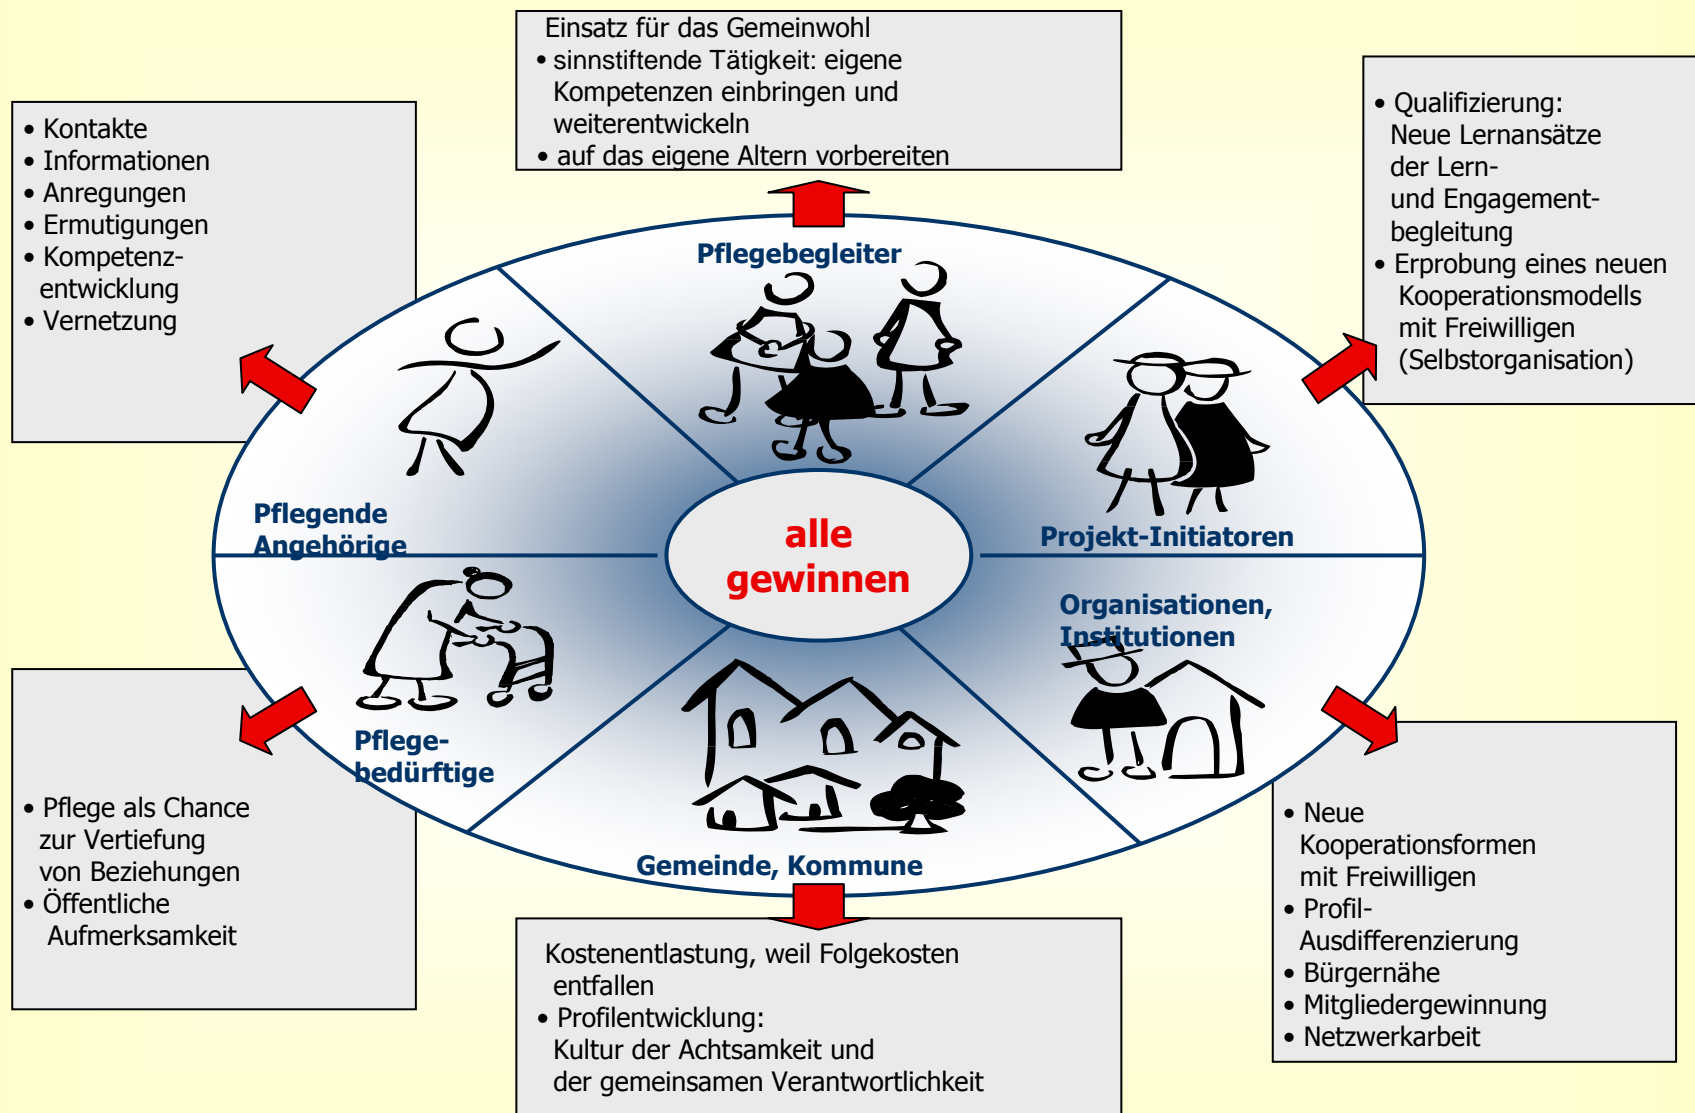 Einsatz für das Gemeinwohl
• sinnstiftende Tätigkeit: eigene
Kompetenzen einbringen und
weiterentwickeln
• auf das eigene Altern vorbereiten
• Kontakte
• Informationen
• Anregungen
• Ermutigungen
• Kompetenz-
entwicklung
• Vernetzung
• Qualifizierung:
Neue Lernansätze
der Lern-
und Engagement-
begleitung
• Erprobung eines neuen
Kooperationsmodells
mit Freiwilligen
(Selbstorganisation)
Pflegebegleiter
Pflegende
Angehörige
alle
gewinnen
Projekt-Initiatoren
Organisationen,
Institutionen
Pflege-
bedürftige
Gemeinde, Kommune
• Pflege als Chance
zur Vertiefung
von Beziehungen
• Öffentliche
Aufmerksamkeit
Kostenentlastung, weil Folgekosten
entfallen
• Profilentwicklung:
Kultur der Achtsamkeit und
der gemeinsamen Verantwortlichkeit
• Neue
Kooperationsformen
mit Freiwilligen
• Profil-
Ausdifferenzierung
• Bürgernähe
• Mitgliedergewinnung
• Netzwerkarbeit